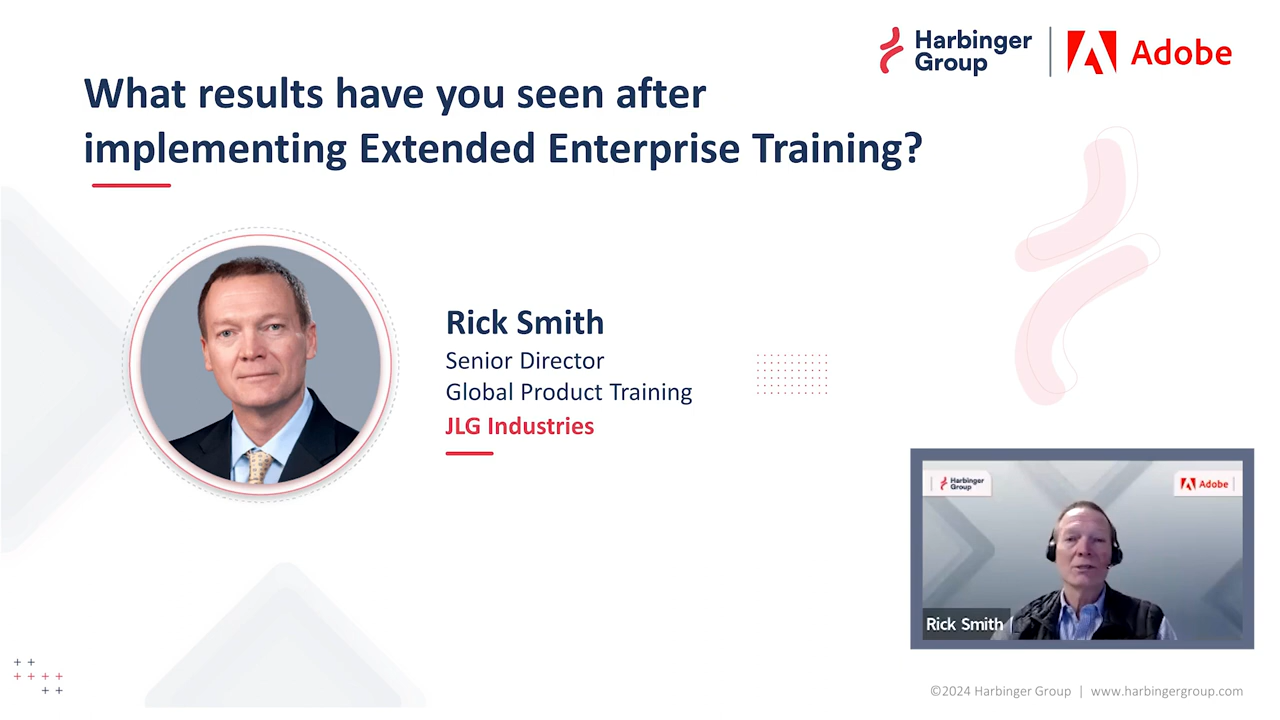 Harbinger
Group
Adobe
What results have you seen after
implementing Extended Enterprise Training?
Rick Smith
Senior Director
Global Product Training
JLG Industries
Harbinger
Group
Adobe
Rick Smith
©2024 Harbinger Group | www.harbingergroup.com